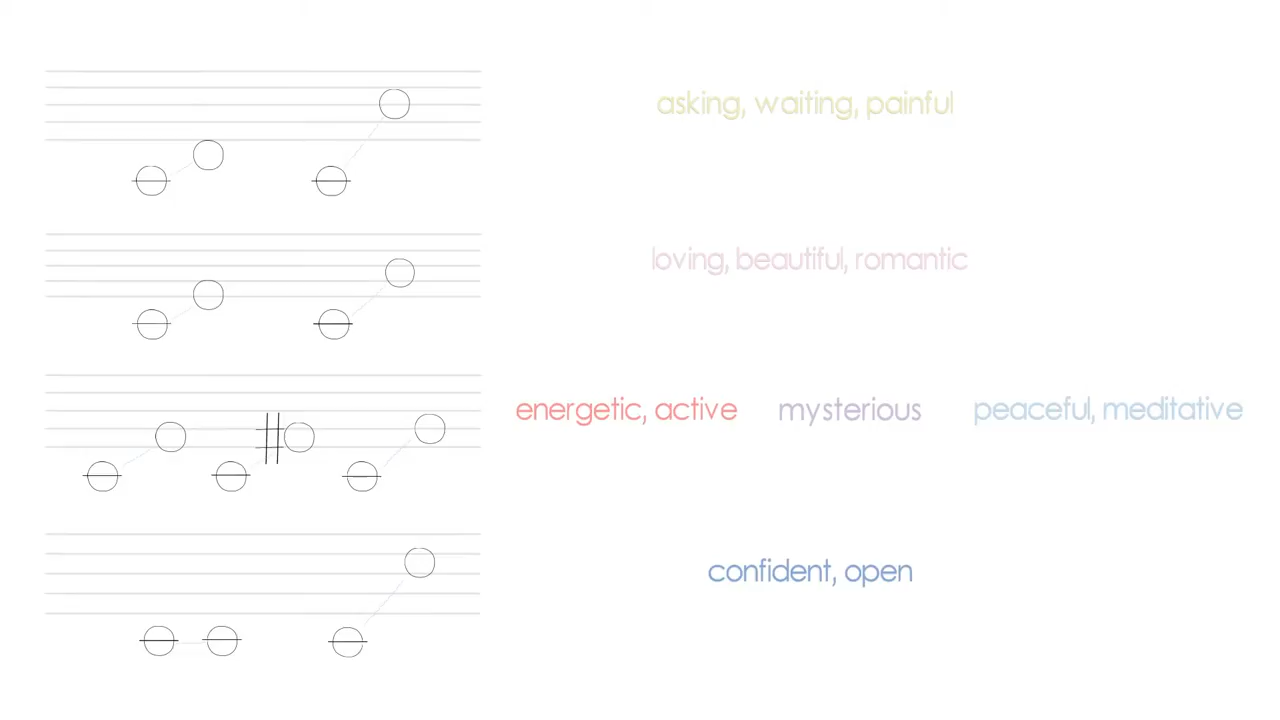 asking, waiting, painful
loving, beautiful, romantic
energetic, active mysterious peaceful, meditative
confident, open